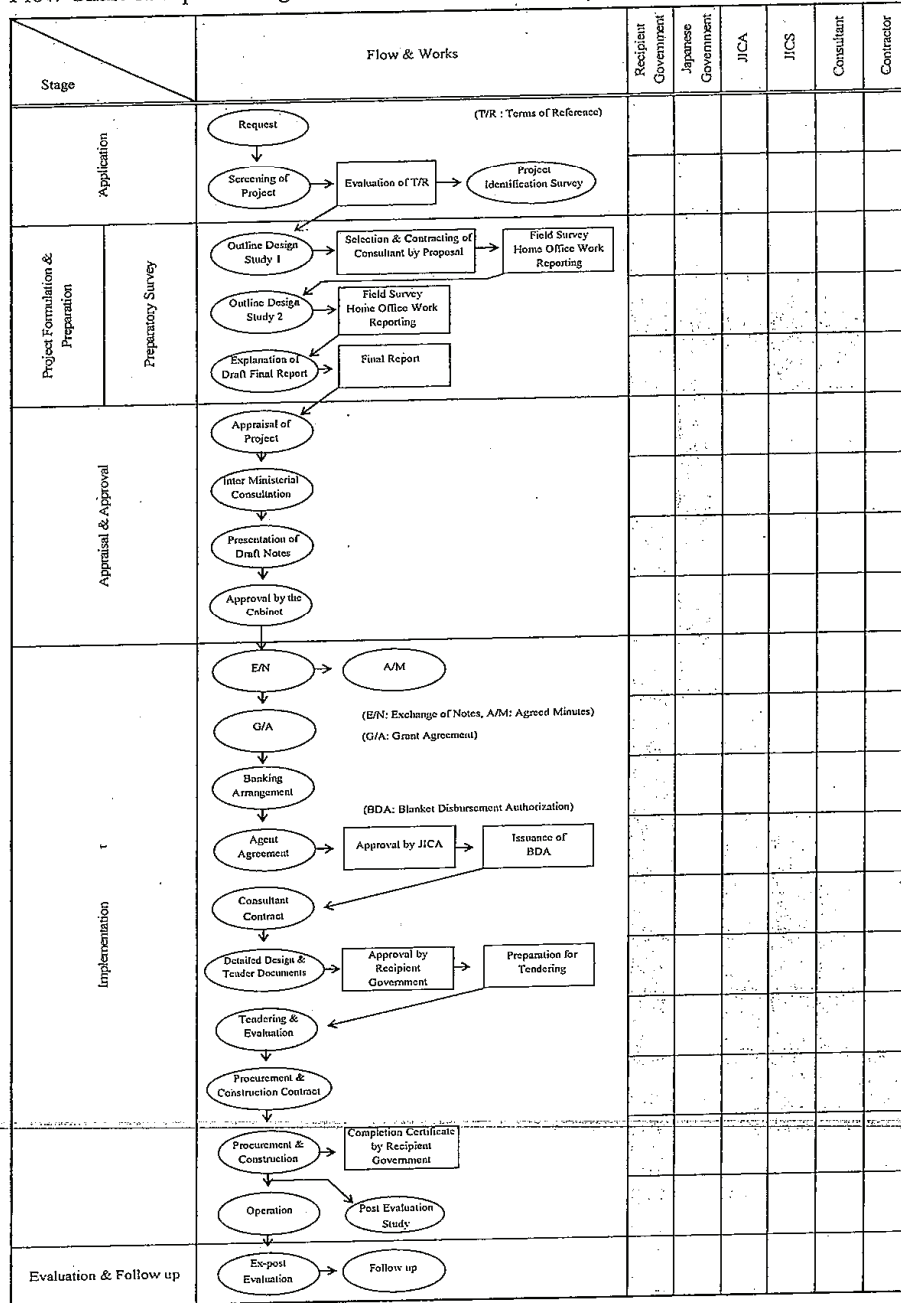 Stage
Flow & Works
Recipient
Government
Japanese
Government
JICA
JICS
Consultant
Contractor
Application
Request
(T/R : Terms of Reference)
Screening of
Project
Evaluation of T/R
Project
Identification Survey
Project Formulation &
Preparation
Preparatory Survey
Outline Design
Study 1
Selection & Contracting of
Consultant by Proposal
Field Survey
Home Office Work
Reporting
Outline Design
Study 2
Field Survey
Home Office Work
Reporting
Explanation of
Draft Final Report
Final Report
Appraisal & Approval
Appraisal of
Project
Inter Ministerial
Consultation
Presentation of
Draft Notes
Approval by the
Cabinet
Implementation
E/N
A/M
(E/N: Exchange of Notes, A/M: Agreed Minutes)
G/A
(G/A: Grant Agreement)
Banking
Arrangement
(BDA: Blanket Disbursement Authorization)
Agent
Agreement
Approval by JICA
Issuance of
BDA
Consultant
Contract
Detailed Design &
Tender Documents
Approval by
Recipient
Government
Preparation for
Tendering
Tendering &
Evaluation
Procurement &
Construction Contract
Procurement &
Construction
Completion Certificate
by Recipient
Government
Operation
Post Evaluation
Study
Evaluation & Follow up
Ex-post
Evaluation
Follow up